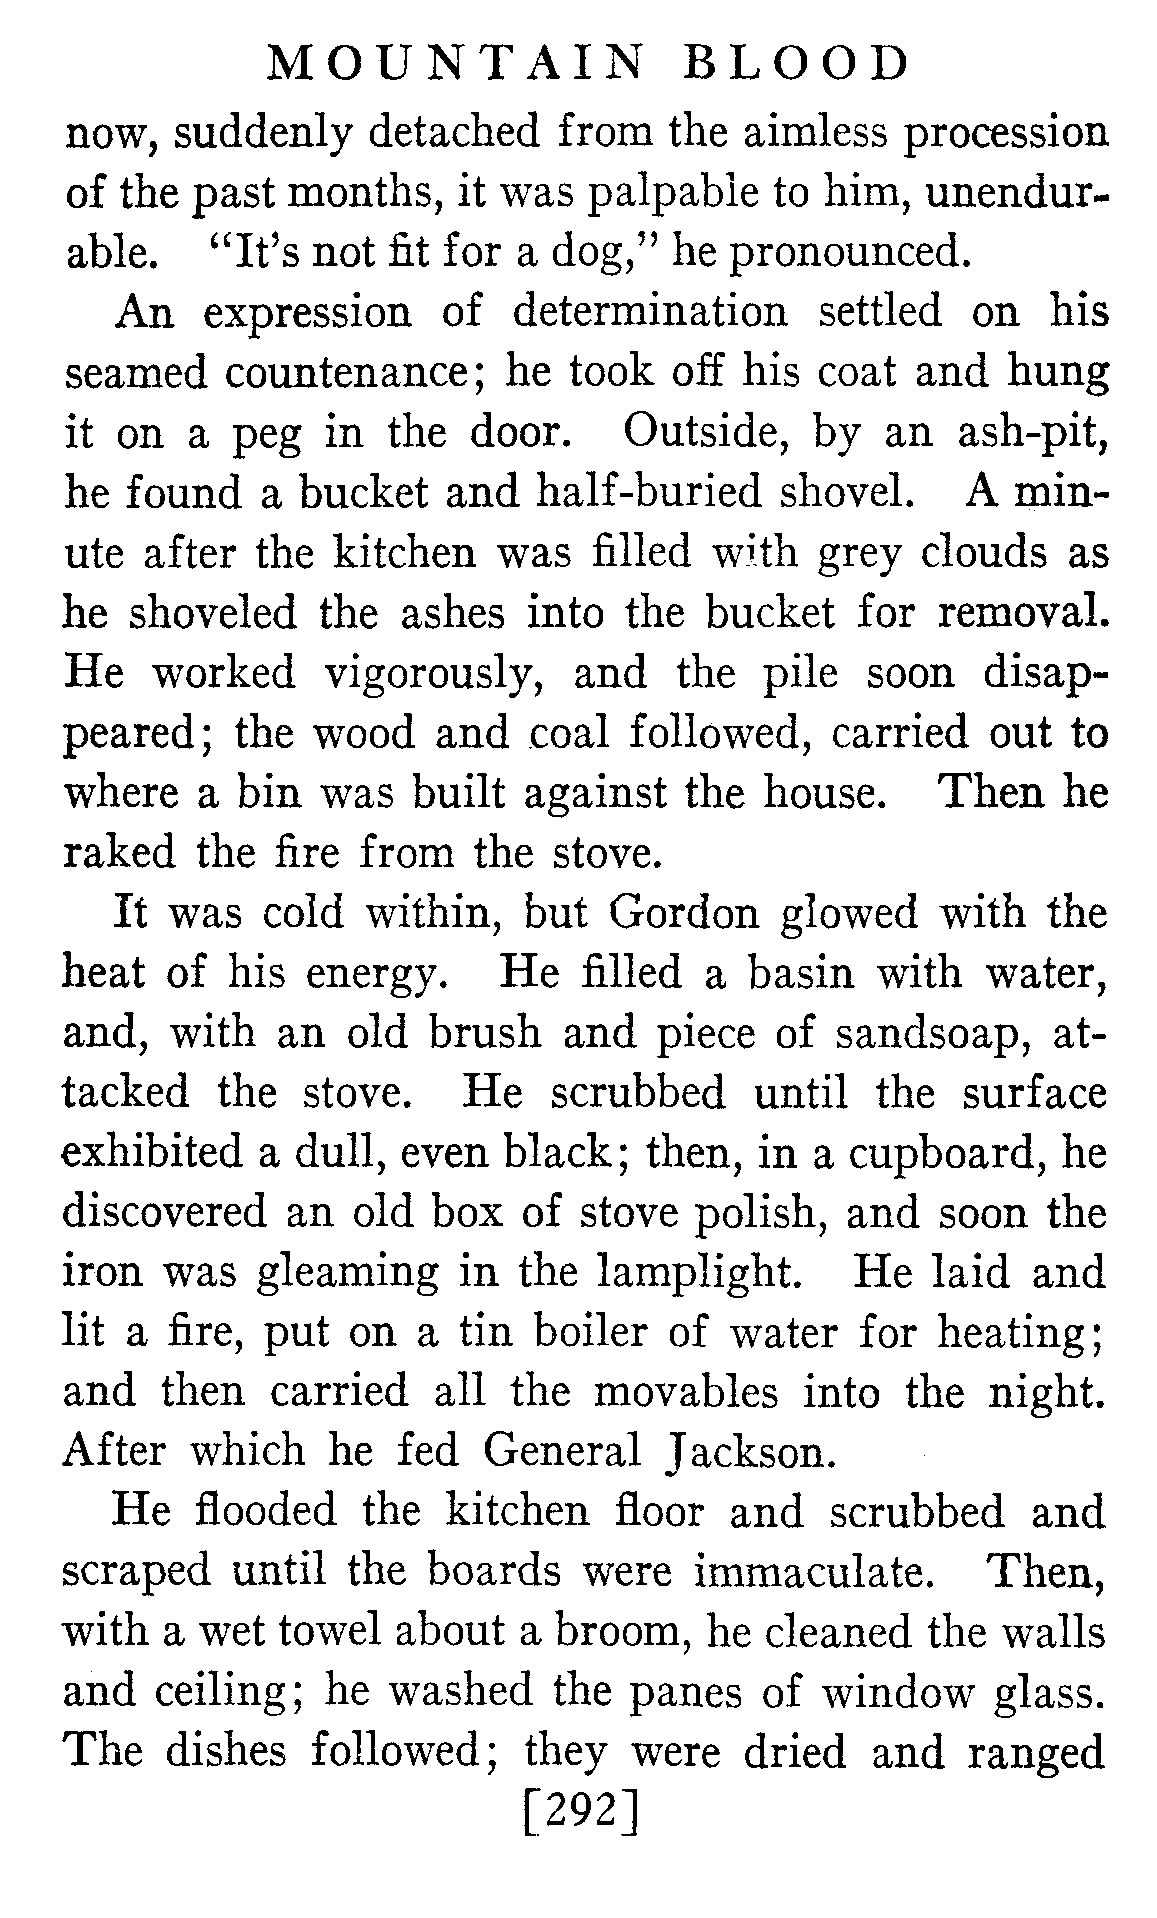 MOUNTAIN BLOOD
now, suddenly detached from the aimless procession
of the past months, it was palpable to him, unendur-
able. "It's not fit for a dog," he pronounced.
An expression of determination settled on his
seamed countenance; he took off his coat and hung
it on a peg in the door. Outside, by an ash-pit,
he found a bucket and half-buried shovel. A min-
ute after the kitchen was filled with grey clouds as
he shoveled the ashes into the bucket for removal.
He worked vigorously, and the pile soon disap-
peared; the wood and coal followed, carried out to
where a bin was built against the house. Then he
raked the fire from the stove.
It was cold within, but Gordon glowed with the
heat of his energy. He filled a basin with water,
and, with an old brush and piece of sandsoap, at-
tacked the stove. He scrubbed until the surface
exhibited a dull, even black; then, in a cupboard, he
discovered an old box of stove polish, and soon the
iron was gleaming in the lamplight. He laid and
lit a fire, put on a tin boiler of water for heating;
and then carried all the movables into the night.
After which he fed General Jackson.
He flooded the kitchen floor and scrubbed and
scraped until the boards were immaculate. Then,
with a wet towel about a broom, he cleaned the walls
and ceiling; he washed the panes of window glass.
The dishes followed; they were dried and ranged
[292]